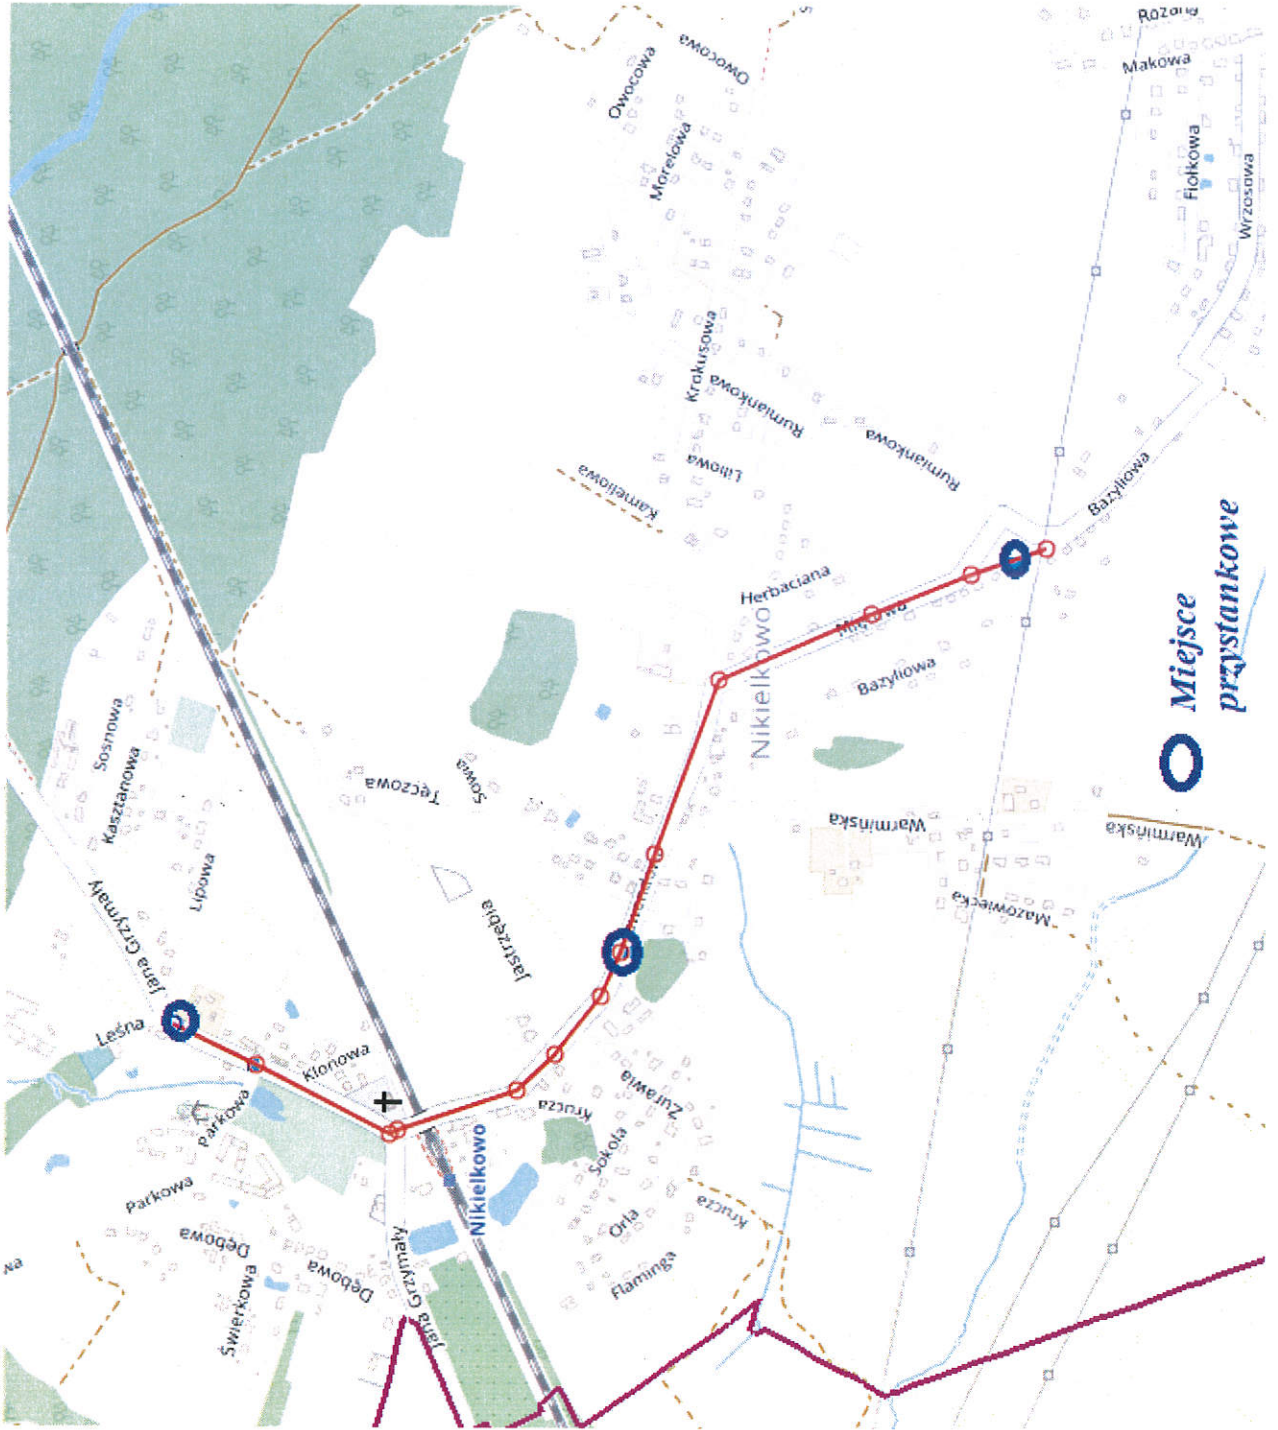 Różana
Makowa
Owocowa
Owocowa
Morelowa
Fiołkowa
Wrzosowa
Krokusowa
Rumiankowa
Liliowa
Kameliowa
Rumiankowa
Bazyliowa
Herbaciana
Nikielkowo
Bazyliowa
Miejsce
przystankowe
Sosnowa
Kasztanowa
Tęczowa
Sowia
Lipowa
Warmińska
Warmińska
Jana Grzymały
Jastrzębia
Mazowiecka
Leśna
Klonowa
Parkowa
Krucza
Żurawia
Nikielkowo
Sokola
Parkowa
Dębowa
Orla
Krucza
Dębowa
Świerkowa
Jana Grzymały
Flaminga